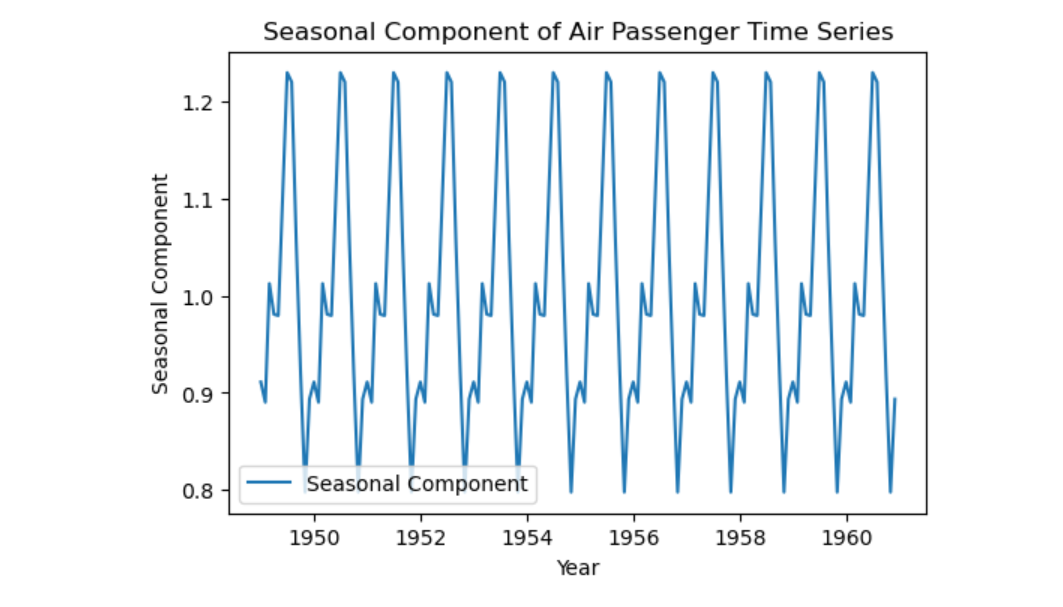 Seasonal Component of Air Passenger Time Series
Seasonal Component
1.2
1.1
1.0
0.9
0.8
Seasonal Component
1950 1952 1954 1956 1958 1960
Year